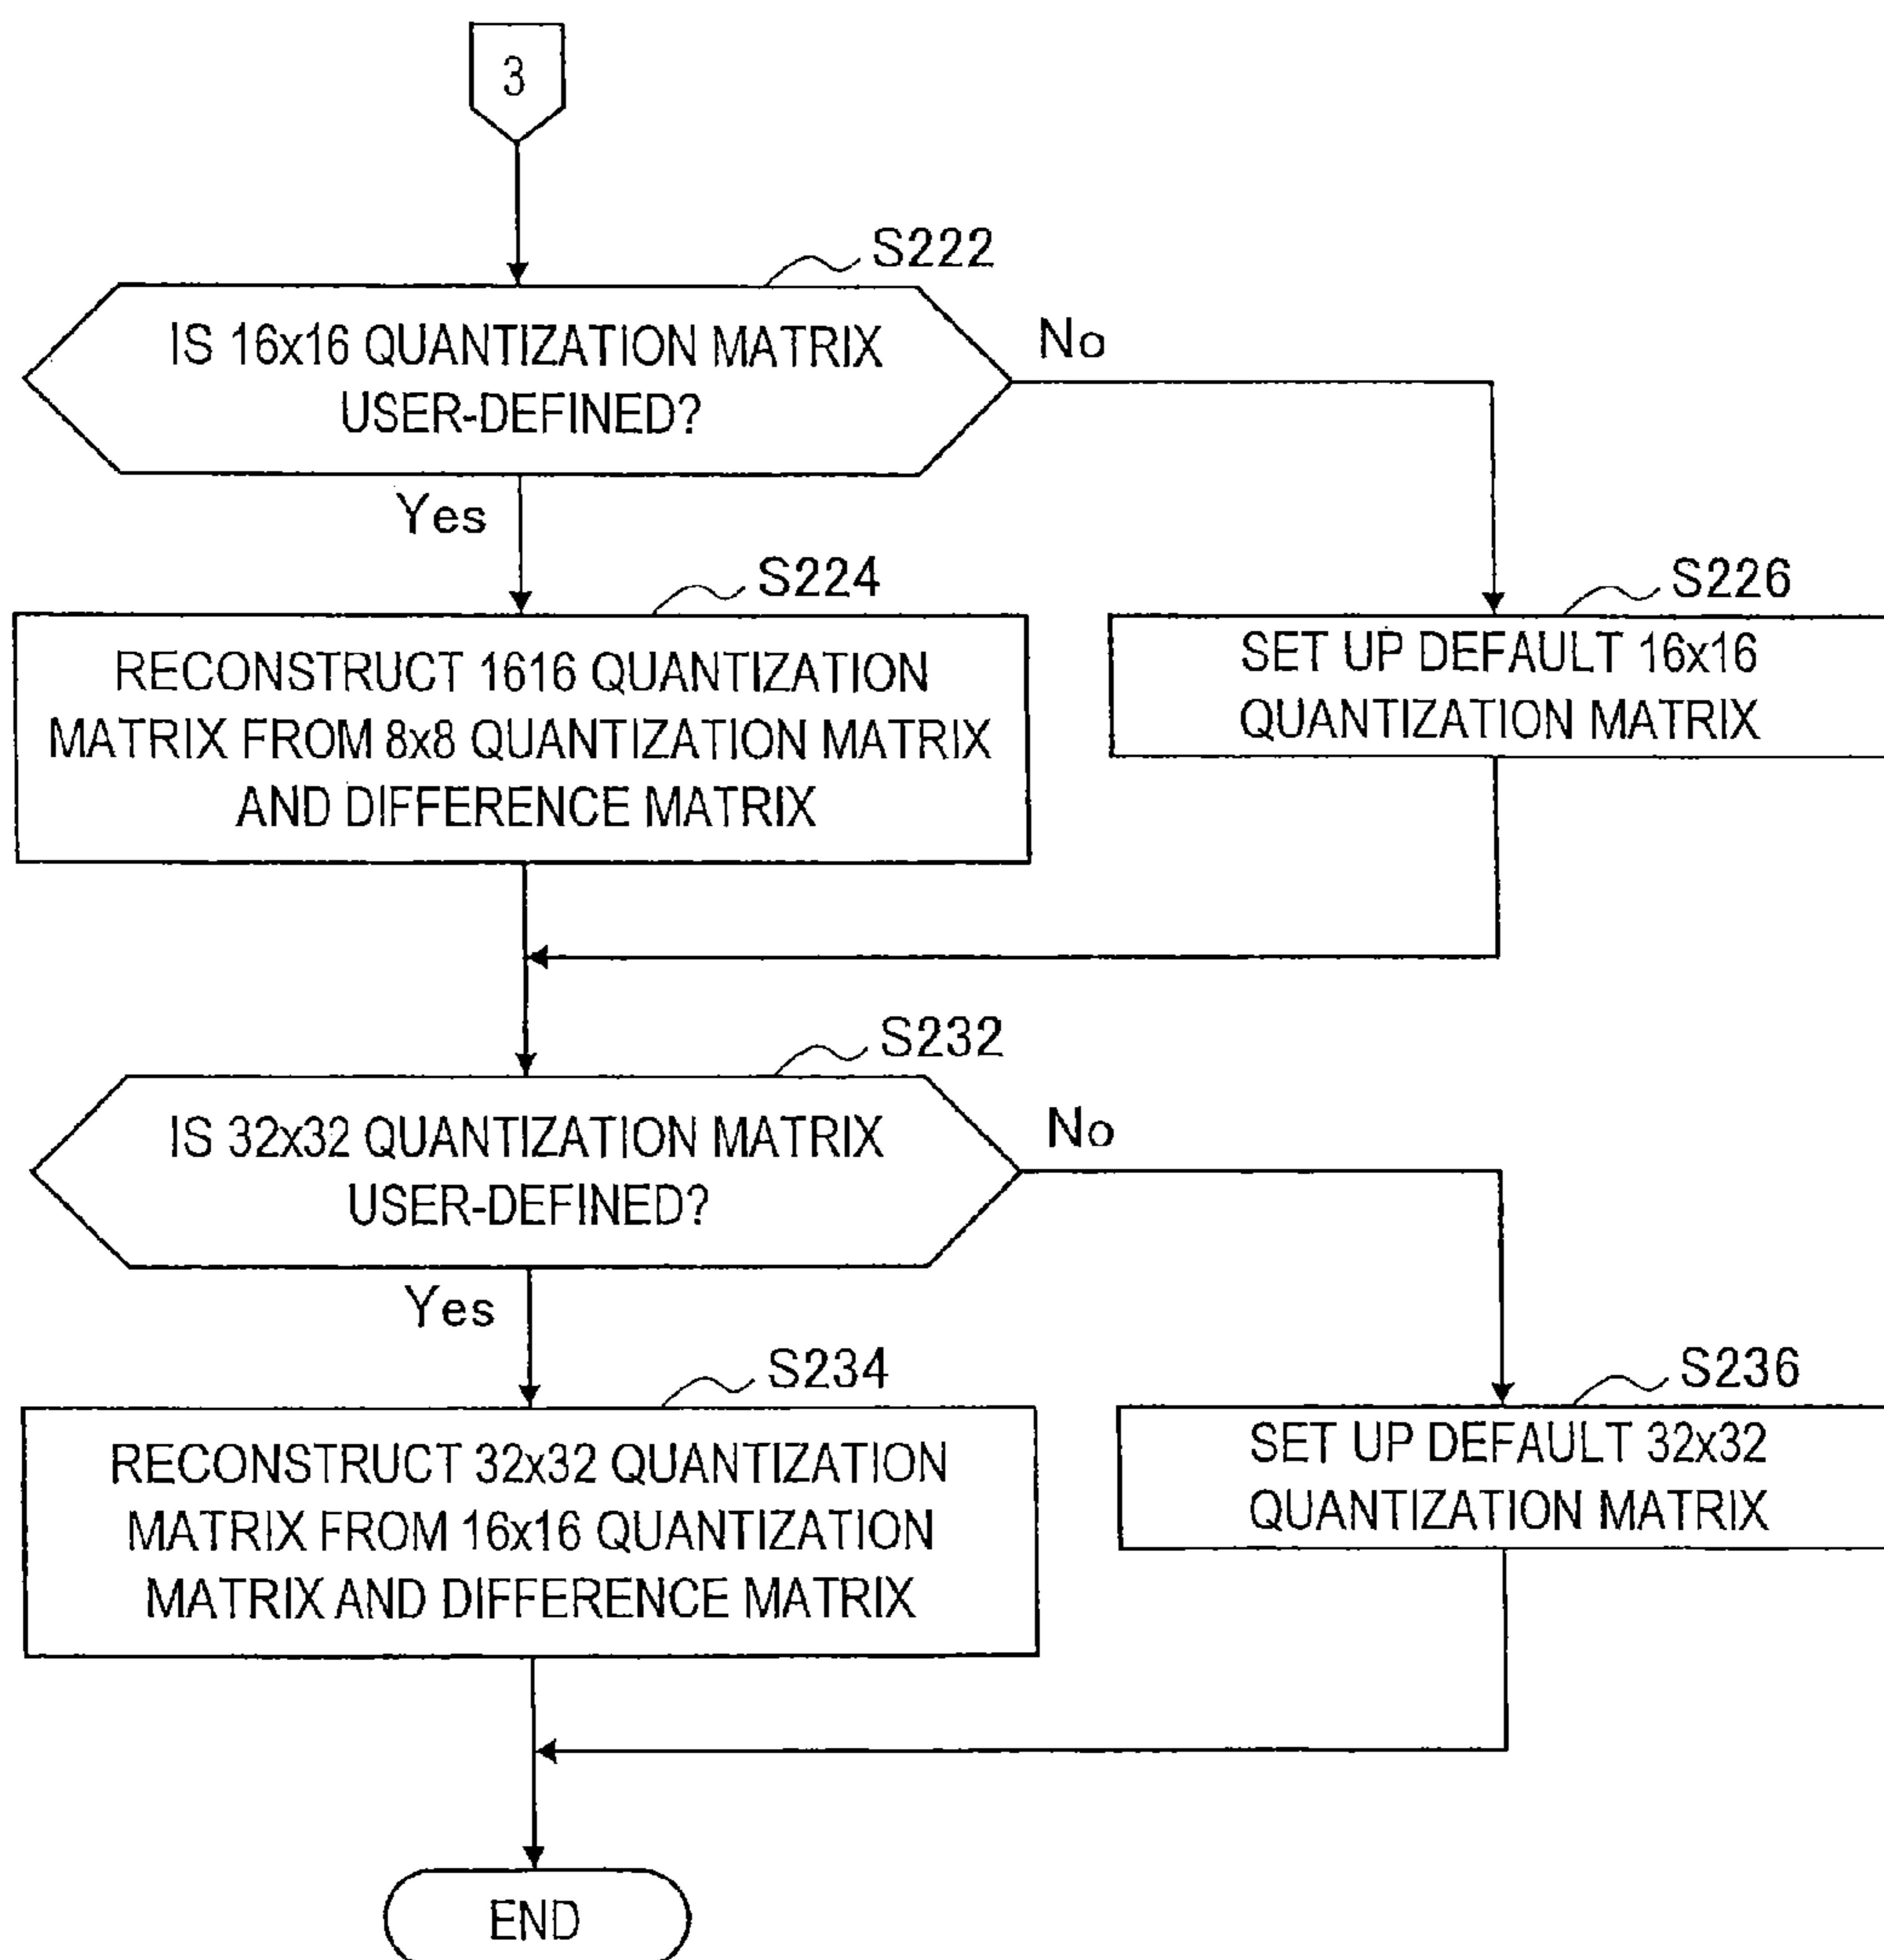 3
S222
IS 16x16 QUANTIZATION MATRIX
USER-DEFINED?
No
Yes
S224
RECONSTRUCT 1616 QUANTIZATION
MATRIX FROM 8x8 QUANTIZATION MATRIX
AND DIFFERENCE MATRIX
S226
SET UP DEFAULT 16x16
QUANTIZATION MATRIX
S232
IS 32x32 QUANTIZATION MATRIX
USER-DEFINED?
No
Yes
S234
RECONSTRUCT 32x32 QUANTIZATION
MATRIX FROM 16x16 QUANTIZATION
MATRIX AND DIFFERENCE MATRIX
S236
SET UP DEFAULT 32x32
QUANTIZATION MATRIX
END